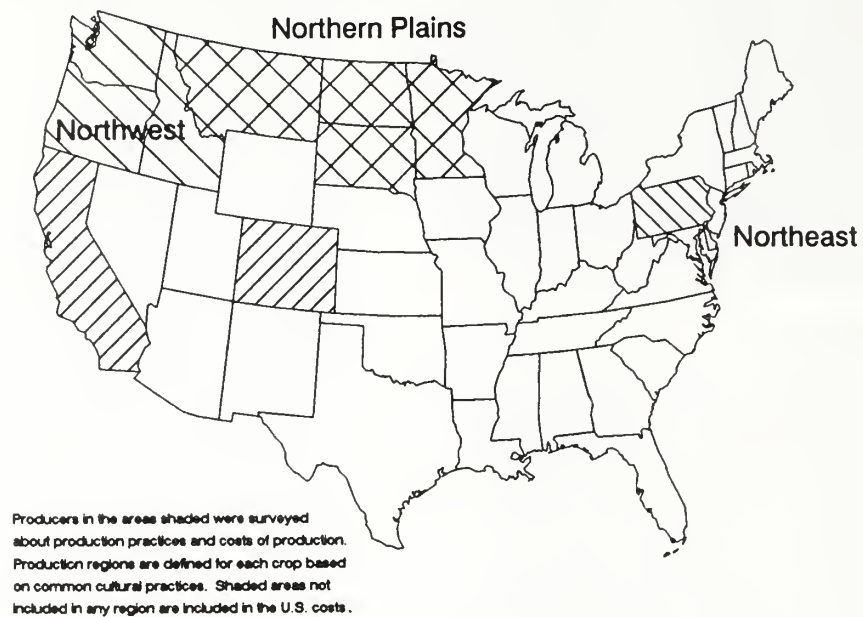 Northern Plains
Northwest
Northeast
Producers in the areas shaded were surveyed
about production practices and costs of production.
Production regions are defined for each crop based
on common cultural practices. Shaded areas not
included in any region are included in the U.S. costs.